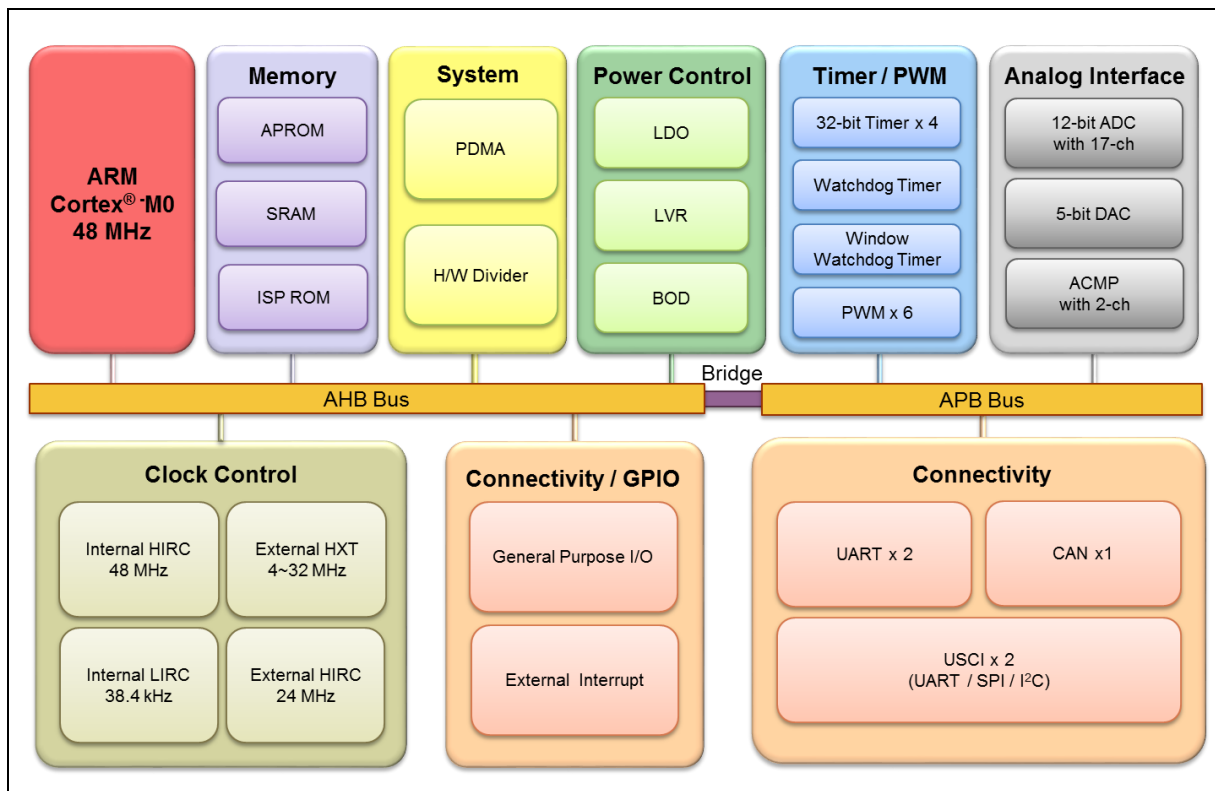 ARM
Cortex® -M0
48 MHz
Memory
APROM
SRAM
ISP ROM
System
PDMA
H/W Divider
Power Control
LDO
LVR
BOD
Timer / PWM
32-bit Timer x 4
Watchdog Timer
Window
Watchdog Timer
PWM x 6
Analog Interface
12-bit ADC
with 17-ch
5-bit DAC
ACMP
with 2-ch
AHB Bus
Bridge
APB Bus
Clock Control
Internal HIRC
48 MHz
External HXT
4~32 MHz
Internal LIRC
38.4 kHz
External HIRC
24 MHz
Connectivity / GPIO
General Purpose I/O
External Interrupt
Connectivity
UART x 2
CAN x1
USCI x 2
(UART / SPI / I²C)